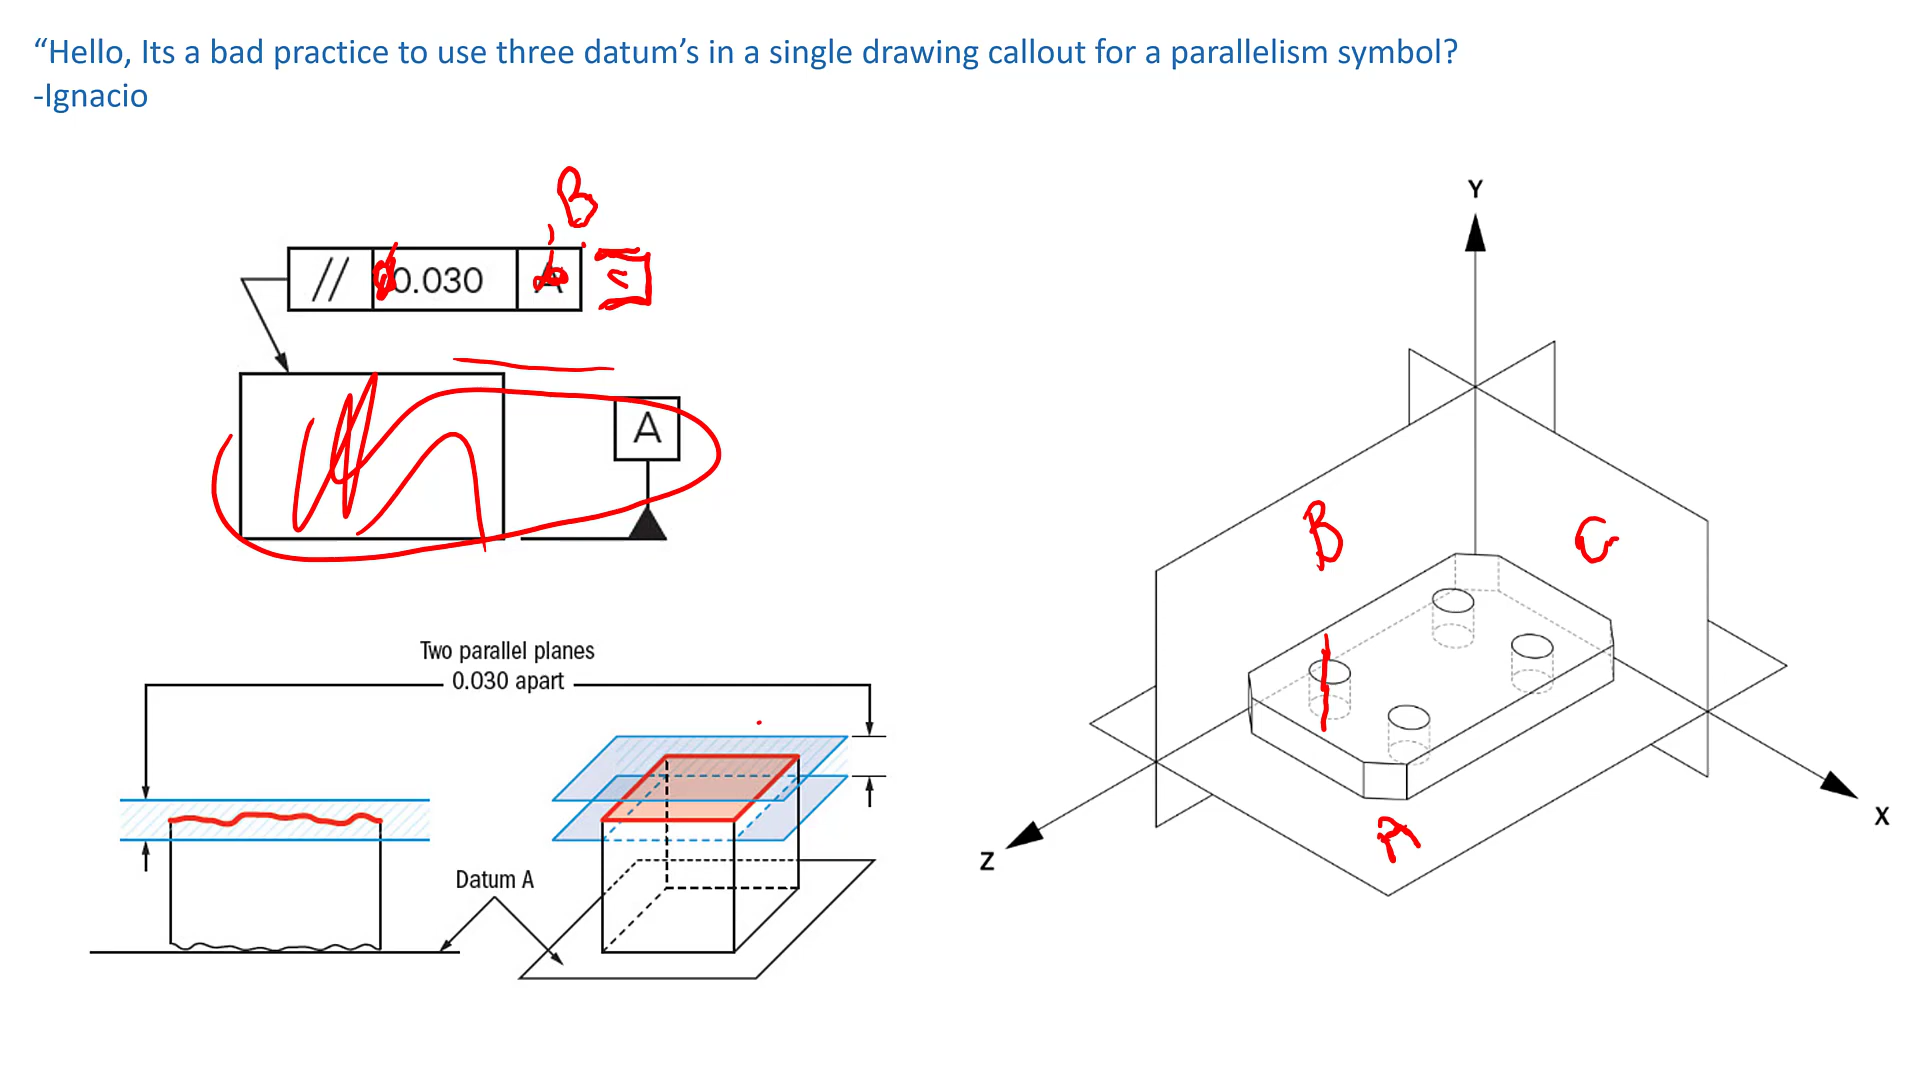 “Hello, Its a bad practice to use three datum’s in a single drawing callout for a parallelism symbol?
-Ignacio
B
// 0.030 A C
A
Two parallel planes
0.030 apart
Datum A
Y
B C
A
Z X